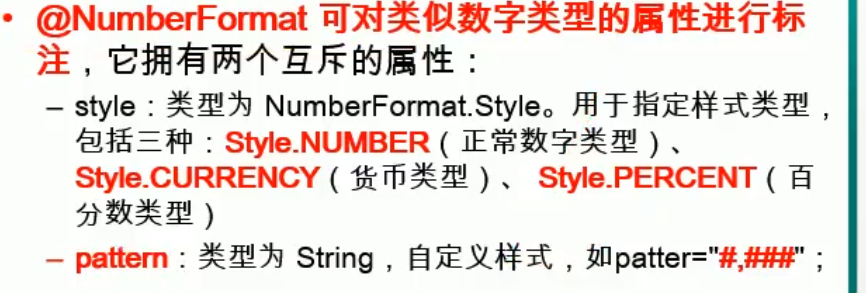 • @NumberFormat 可对类似数字类型的属性进行标
注，它拥有两个互斥的属性：
– style：类型为 NumberFormat.Style。用于指定样式类型，
包括三种：Style.NUMBER（正常数字类型）、
Style.CURRENCY（货币类型）、 Style.PERCENT（百
分数类型）
– pattern：类型为 String，自定义样式，如patter="#,###"；